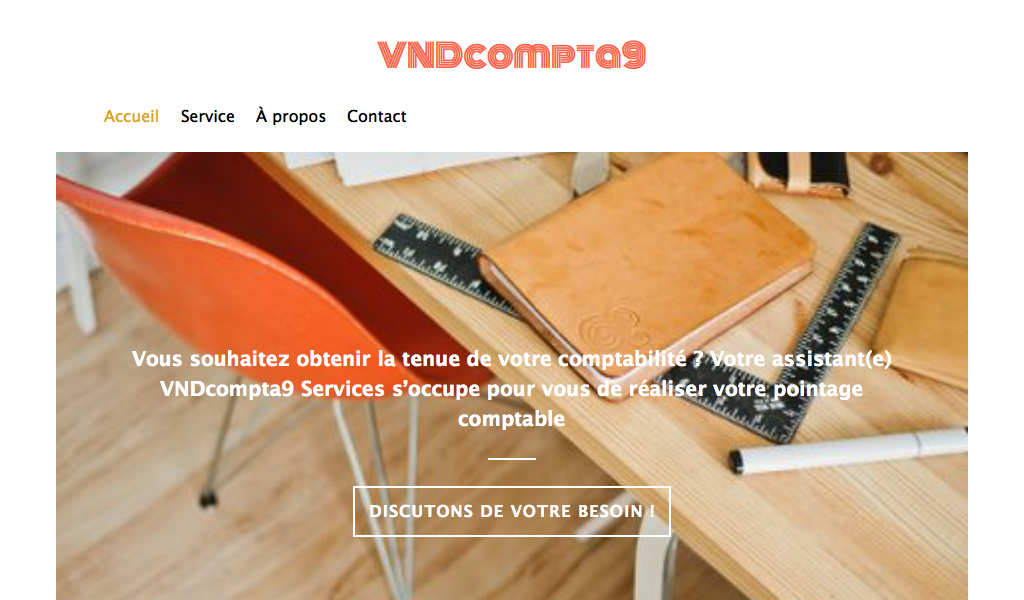 VNDcompta9
Accueil Service À propos Contact
Vous souhaitez obtenir la tenue de votre comptabilité ? Votre assistant(e)
VNDcompta9 Services s’occupe pour vous de réaliser votre pointage
comptable
DISCUTONS DE VOTRE BESOIN !